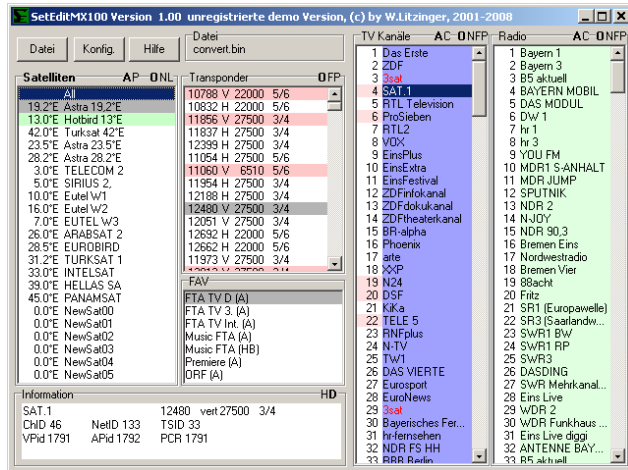 SetEditMX100 Version 1.00 unregistrierte demo Version, (c) by W.Litzinger, 2001-2008
Datei
Konfig.
Hilfe
Datei
convert.bin
Satelliten A P - O N L
All
19.2°E Astra 19,2°E
13.0°E Hotbird 13°E
42.0°E Turksat 42°E
23.5°E Astra 23.5°E
28.2°E Astra 28.2°E
3.0°E TELECOM 2
5.0°E SIRIUS 2,
10.0°E Eutel W1
16.0°E Eutel W2
7.0°E EUTEL W3
26.0°E ARABSAT 2
28.5°E EUROBIRD
31.2°E TURKSAT 1
33.0°E INTELSAT
39.0°E HELLAS SA
45.0°E PANAMSAT
0.0°E NewSat00
0.0°E NewSat01
0.0°E NewSat02
0.0°E NewSat03
0.0°E NewSat04
0.0°E NewSat05
Transponder O F P
10788 V 22000 5/6
10832 H 22000 5/6
11856 V 27500 3/4
11837 H 27500 3/4
12399 H 27500 3/4
11054 H 27500 5/6
11060 V 6510 5/6
11954 H 27500 3/4
12188 H 27500 3/4
12480 V 27500 3/4
12051 V 27500 3/4
12692 H 22000 5/6
12662 H 22000 5/6
11973 V 27500 3/4
FAV
FTA TV D (A)
FTA TV 3. (A)
FTA TV Int. (A)
Music FTA (A)
Music FTA (HB)
Premiere (A)
ORF (A)
TV Kanäle A C - O N F P
1 Das Erste
2 ZDF
3 3sat
4 SAT.1
5 RTL Television
6 ProSieben
7 RTL2
8 VOX
9 EinsPlus
10 EinsExtra
11 EinsFestival
12 ZDFinfokanal
13 ZDFdokukanal
14 ZDFtheaterkanal
15 BR-alpha
16 Phoenix
17 arte
18 XXP
19 N24
20 DSF
21 KiKa
22 TELE 5
23 RNFplus
24 N-TV
25 TW1
26 DAS VIERTE
27 Eurosport
28 EuroNews
29 3sat
30 Bayerisches Fer...
31 hr-fernsehen
32 NDR FS HH
33 RBB Berlin
Radio A C - O N F P
1 Bayern 1
2 Bayern 3
3 B5 aktuell
4 BAYERN MOBIL
5 DAS MODUL
6 DW 1
7 hr 1
8 hr 3
9 YOU FM
10 MDR1 S-ANHALT
11 MDR JUMP
12 SPUTNIK
13 NDR 2
14 N-JOY
15 NDR 90,3
16 Bremen Eins
17 Nordwestradio
18 Bremen Vier
19 88acht
20 Fritz
21 SR1 (Europawelle)
22 SR3 (Saarlandw...
23 SWR1 BW
24 SWR1 RP
25 SWR3
26 DASDING
27 SWR Mehrkanal...
28 Eins Live
29 WDR 2
30 WDR Funkhaus ...
31 Eins Live diggi
32 ANTENNE BAY...
33 B5 aktuell
Information HD
SAT.1 12480 vert 27500 3/4
ChID 46 NetID 133 TSID 33
VPid 1791 APid 1792 PCR 1791